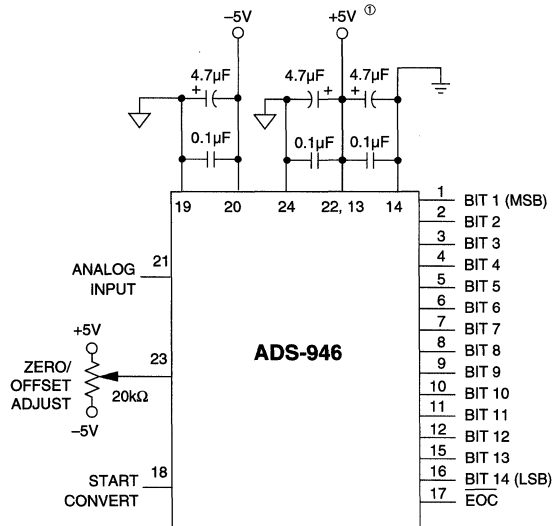 –5V
+5V ①
4.7µF
4.7µF
4.7µF
+
+
+
0.1µF
0.1µF
0.1µF
19
20
24
22, 13
14
1 BIT 1 (MSB)
2 BIT 2
3 BIT 3
4 BIT 4
5 BIT 5
6 BIT 6
7 BIT 7
8 BIT 8
9 BIT 9
10 BIT 10
11 BIT 11
12 BIT 12
15 BIT 13
16 BIT 14 (LSB)
17 E̅O̅C̅
21
ANALOG
INPUT
+5V
23
ZERO/
OFFSET
ADJUST
20kΩ
–5V
ADS-946
18
START
CONVERT